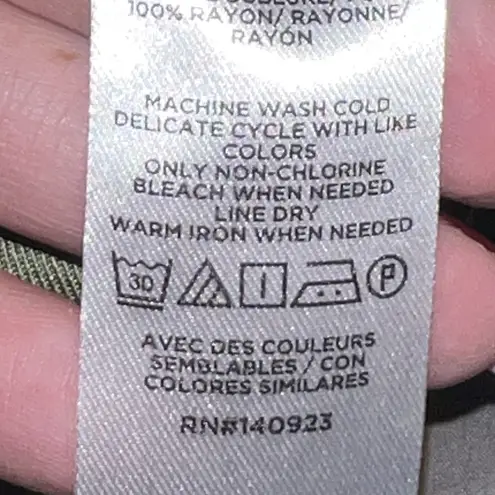 100% RAYON/ RAYONNE/
RAYÓN
MACHINE WASH COLD
DELICATE CYCLE WITH LIKE
COLORS
ONLY NON-CHLORINE
BLEACH WHEN NEEDED
LINE DRY
WARM IRON WHEN NEEDED
30 P
AVEC DES COULEURS
SEMBLABLES / CON
COLORES SIMILARES
RN#140923